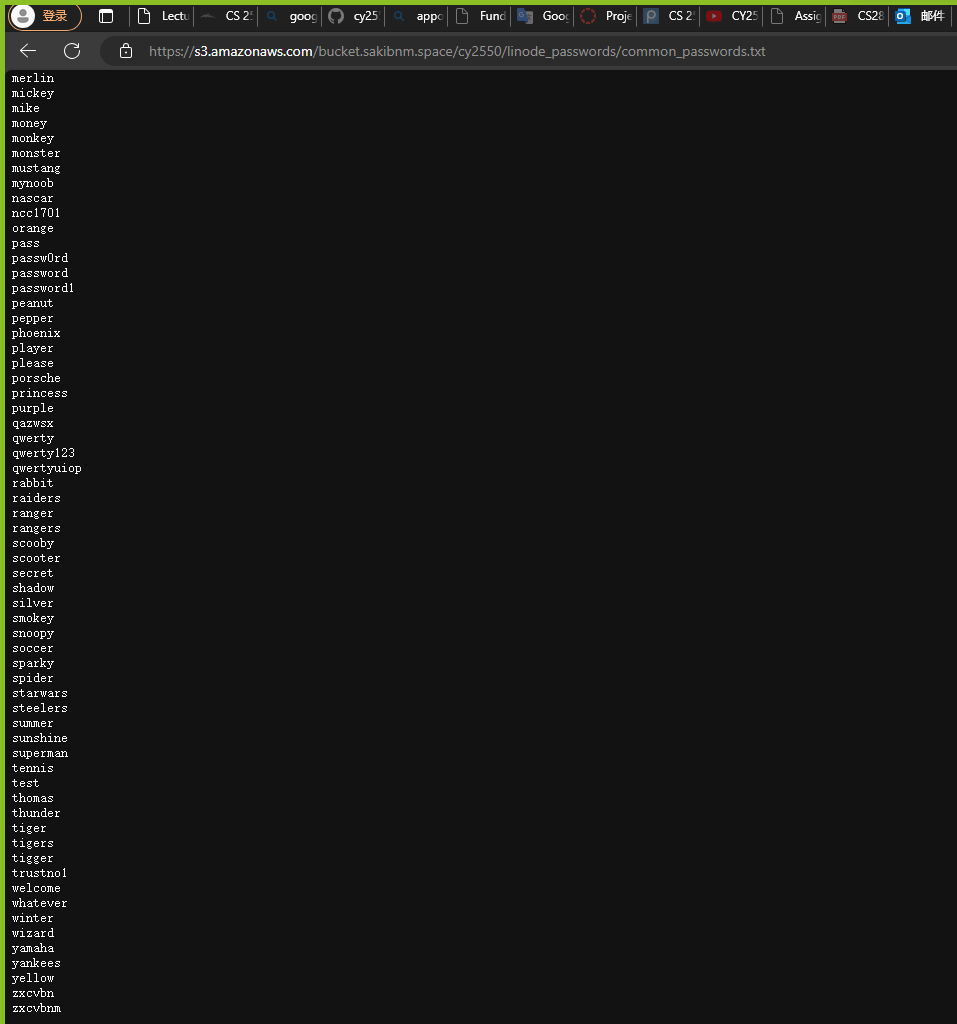 登录 Lectu CS 25 goog cy25 appo Fund Goog Proje CS 25 CY25 Assig PDF CS28 邮件
https://s3.amazonaws.com/bucket.sakibnm.space/cy2550/linode_passwords/common_passwords.txt
merlin
mickey
mike
money
monkey
monster
mustang
mynoob
nascar
ncc1701
orange
pass
passw0rd
password
password1
peanut
pepper
phoenix
player
please
porsche
princess
purple
qazwsx
qwerty
qwerty123
qwertyuiop
rabbit
raiders
ranger
rangers
scooby
scooter
secret
shadow
silver
smokey
snoopy
soccer
sparky
spider
starwars
steelers
summer
sunshine
superman
tennis
test
thomas
thunder
tiger
tigers
tigger
trustno1
welcome
whatever
winter
wizard
yamaha
yankees
yellow
zxcvbn
zxcvbnm